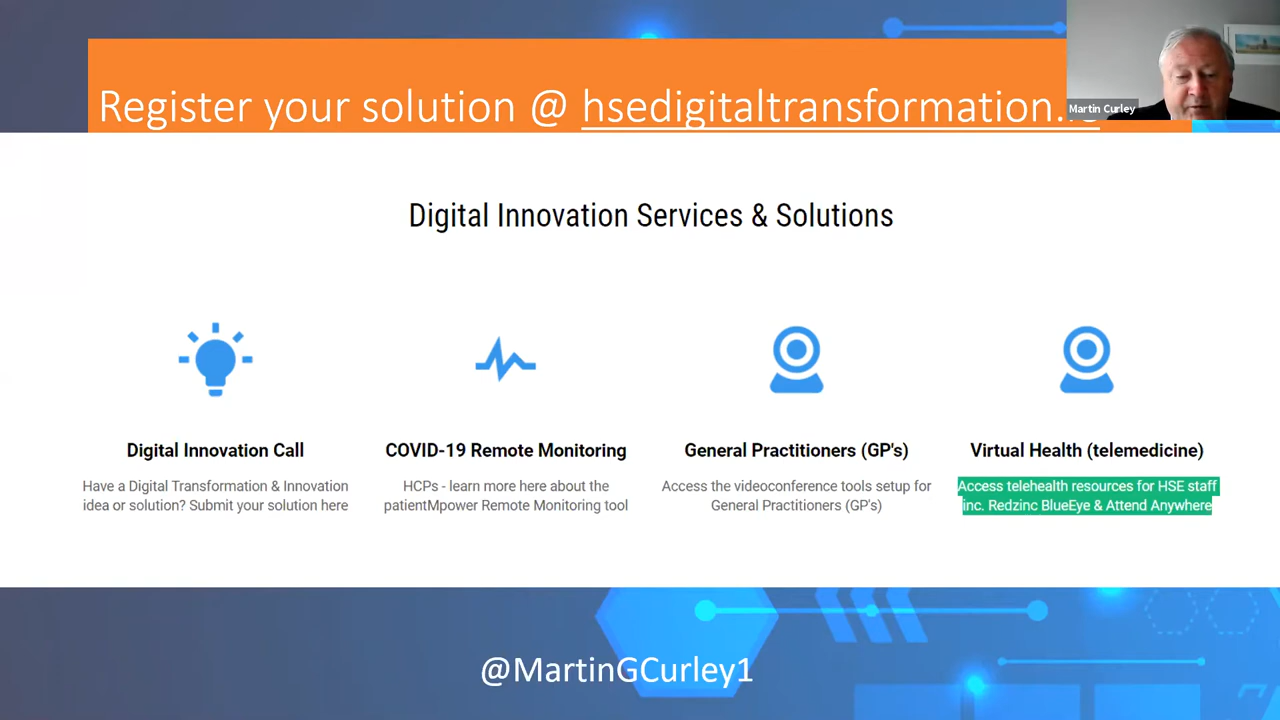 Register your solution @ hsedigitaltransformation.
Martin Curley
Digital Innovation Services & Solutions
Digital Innovation Call
Have a Digital Transformation & Innovation
idea or solution? Submit your solution here
COVID-19 Remote Monitoring
HCPs - learn more here about the
patientMpower Remote Monitoring tool
General Practitioners (GP's)
Access the videoconference tools setup for
General Practitioners (GP's)
Virtual Health (telemedicine)
Access telehealth resources for HSE staff
inc. Redzinc BlueEye & Attend Anywhere
@MartinGCurley1